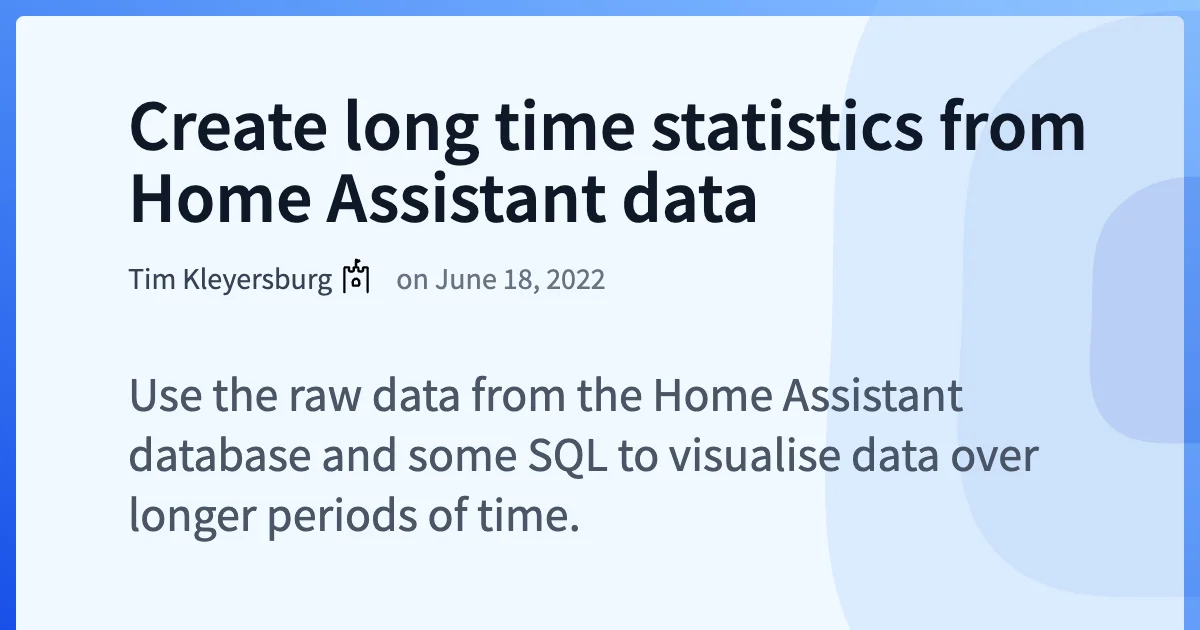 Create long time statistics from
Home Assistant data
Tim Kleyersburg on June 18, 2022
Use the raw data from the Home Assistant
database and some SQL to visualise data over
longer periods of time.